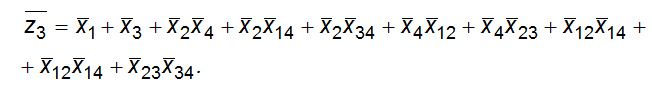 z̅₃ = x̅₁ + x̅₃ + x̅₂x̅₄ + x̅₂x̅₁₄ + x̅₂x̅₃₄ + x̅₄x̅₁₂ + x̅₄x̅₂₃ + x̅₁₂x̅₁₄ +
+ x̅₁₂x̅₁₄ + x̅₂₃x̅₃₄.